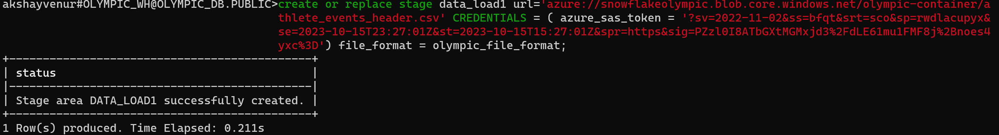 akshayvenur#OLYMPIC_WH@OLYMPIC_DB.PUBLIC>create or replace stage data_load1 url='azure://snowflakeolympic.blob.core.windows.net/olympic-container/a
thlete_events_header.csv' CREDENTIALS = ( azure_sas_token = '?sv=2022-11-02&ss=bfqt&srt=sco&sp=rwdlacupyx&
se=2023-10-15T23:27:01Z&st=2023-10-15T15:27:01Z&spr=https&sig=PZzl0I8ATbGXtMGMxjd3%2FdLE61mu1FMF8j%2Bnoes4
yxc%3D') file_format = olympic_file_format;
+---------------------------------------------+
| status                                      |
|---------------------------------------------|
| Stage area DATA_LOAD1 successfully created. |
+---------------------------------------------+
1 Row(s) produced. Time Elapsed: 0.211s